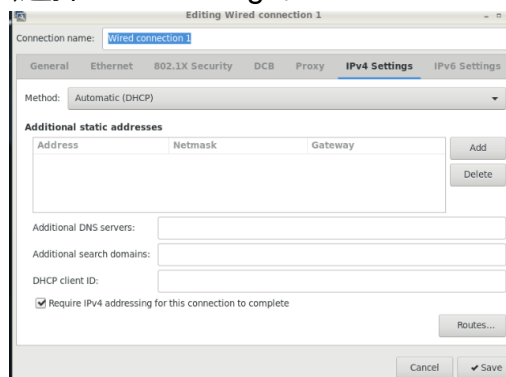 Editing Wired connection 1
Connection name: Wired connection 1
General Ethernet 802.1X Security DCB Proxy IPv4 Settings IPv6 Settings
Method: Automatic (DHCP)
Additional static addresses
Address Netmask Gateway
Add
Delete
Additional DNS servers:
Additional search domains:
DHCP client ID:
Require IPv4 addressing for this connection to complete
Routes...
Cancel Save